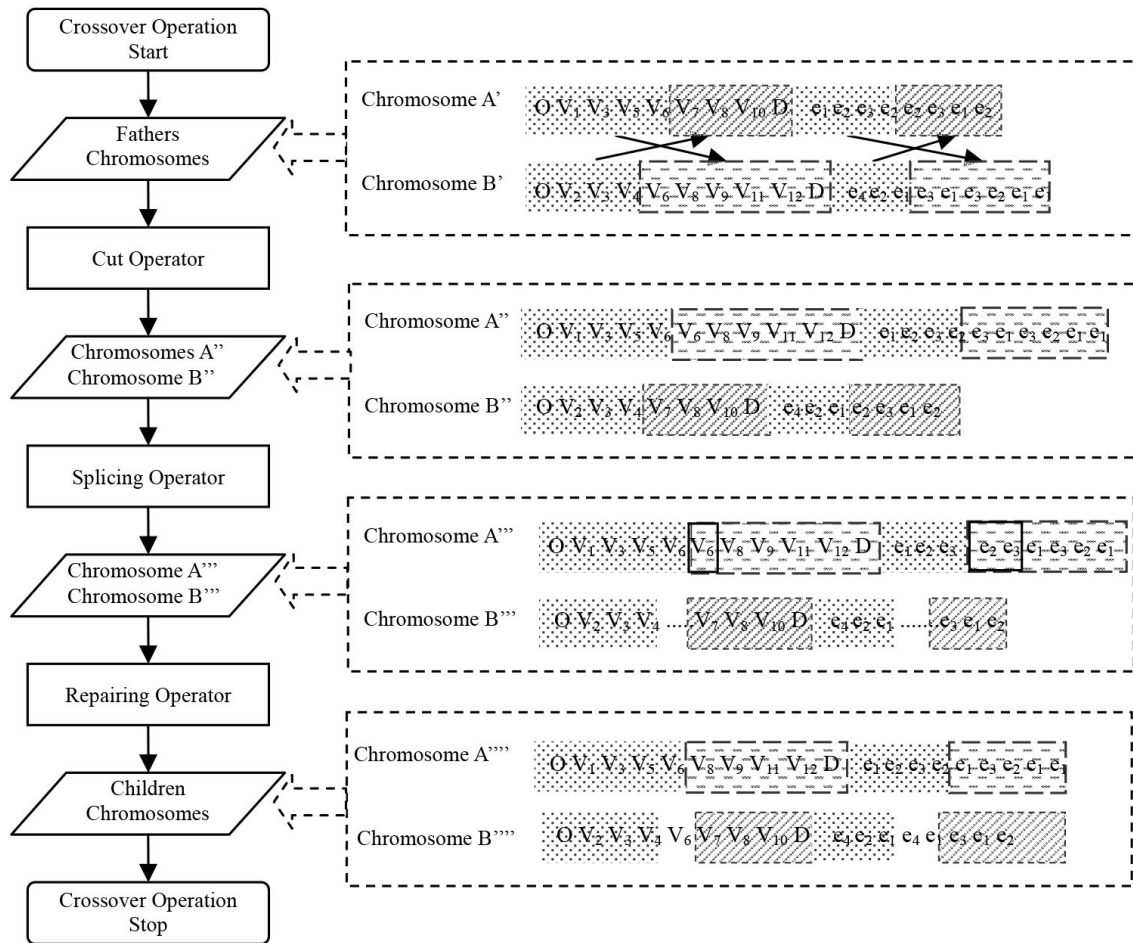 Crossover Operation
Start
Fathers
Chromosomes
Cut Operator
Chromosomes A''
Chromosome B''
Splicing Operator
Chromosome A'''
Chromosome B'''
Repairing Operator
Children
Chromosomes
Crossover Operation
Stop
Chromosome A' O V₁ V₃ V₅ V₆ V₇ V₈ V₁₀ D e₁ e₂ e₃ e₂ e₂ e₃ e₁ e₂
Chromosome B' O V₂ V₃ V₄ V₆ V₈ V₉ V₁₁ V₁₂ D e₄ e₂ e₁ e₃ e₁ e₃ e₂ e₁ e
Chromosome A'' O V₁ V₃ V₅ V₆ V₆ V₈ V₉ V₁₁ V₁₂ D e₁ e₂ e₃ e₂ e₃ e₁ e₃ e₂ e₁ e₁
Chromosome B'' O V₂ V₃ V₄ V₇ V₈ V₁₀ D e₄ e₂ e₁ e₂ e₃ e₁ e₂
Chromosome A''' O V₁ V₃ V₅ V₆ V₆ V₈ V₉ V₁₁ V₁₂ D e₁ e₂ e₃ e₂ e₃ e₁ e₃ e₂ e₁
Chromosome B''' O V₂ V₃ V₄ ..... V₇ V₈ V₁₀ D e₄ e₂ e₁ ...... e₃ e₁ e₂
Chromosome A'''' O V₁ V₃ V₅ V₆ V₈ V₉ V₁₁ V₁₂ D e₁ e₂ e₃ e₂ e₁ e₃ e₂ e₁ e₁
Chromosome B'''' O V₂ V₃ V₄ V₆ V₇ V₈ V₁₀ D e₄ e₂ e₁ e₄ e₁ e₃ e₁ e₂